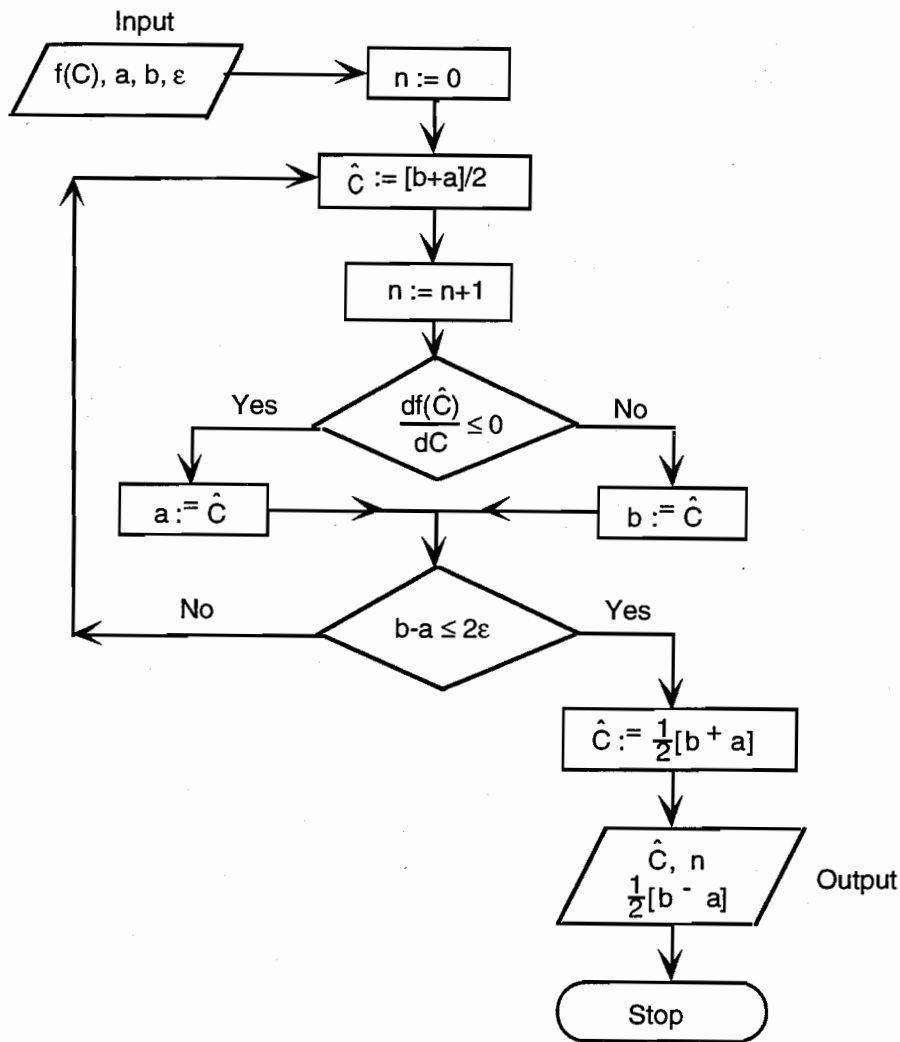 Input
f(C), a, b, ε
n := 0
Ĉ := [b+a]/2
n := n+1
Yes
df(Ĉ)
dC
≤ 0
No
a := Ĉ
b := Ĉ
No
b-a ≤ 2ε
Yes
Ĉ := 1/2[b + a]
Ĉ, n
1/2[b - a]
Output
Stop